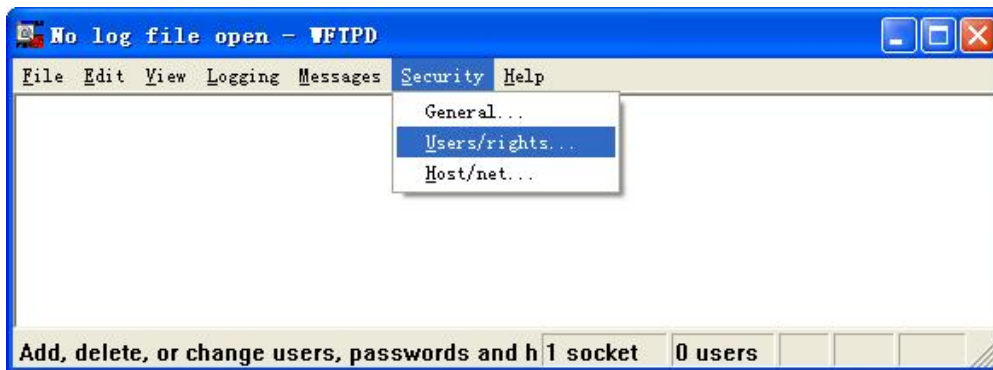 No log file open - WFTPD
File Edit View Logging Messages Security Help
General...
Users/rights...
Host/net...
Add, delete, or change users, passwords and h 1 socket 0 users